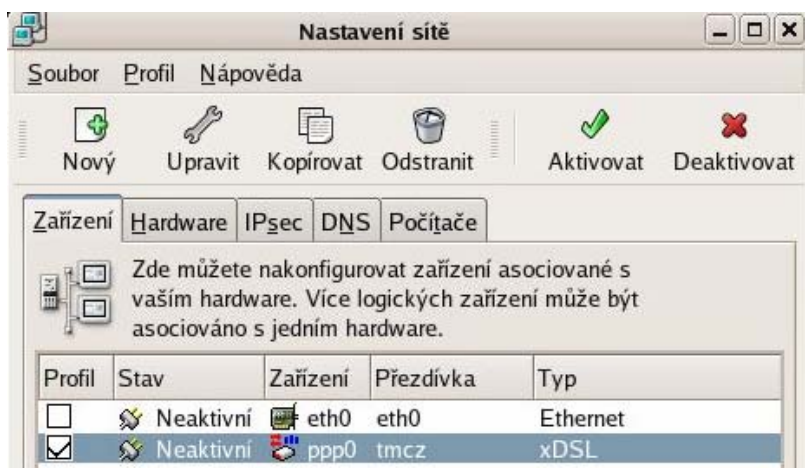 Nastavení sítě
Soubor Profil Nápověda
Nový Upravit Kopírovat Odstranit Aktivovat Deaktivovat
Zařízení Hardware IPsec DNS Počítače
Zde můžete nakonfigurovat zařízení asociované s
vaším hardware. Více logických zařízení může být
asociováno s jedním hardware.
Profil Stav Zařízení Přezdívka Typ
Neaktivní eth0 eth0 Ethernet
Neaktivní ppp0 tmcz xDSL